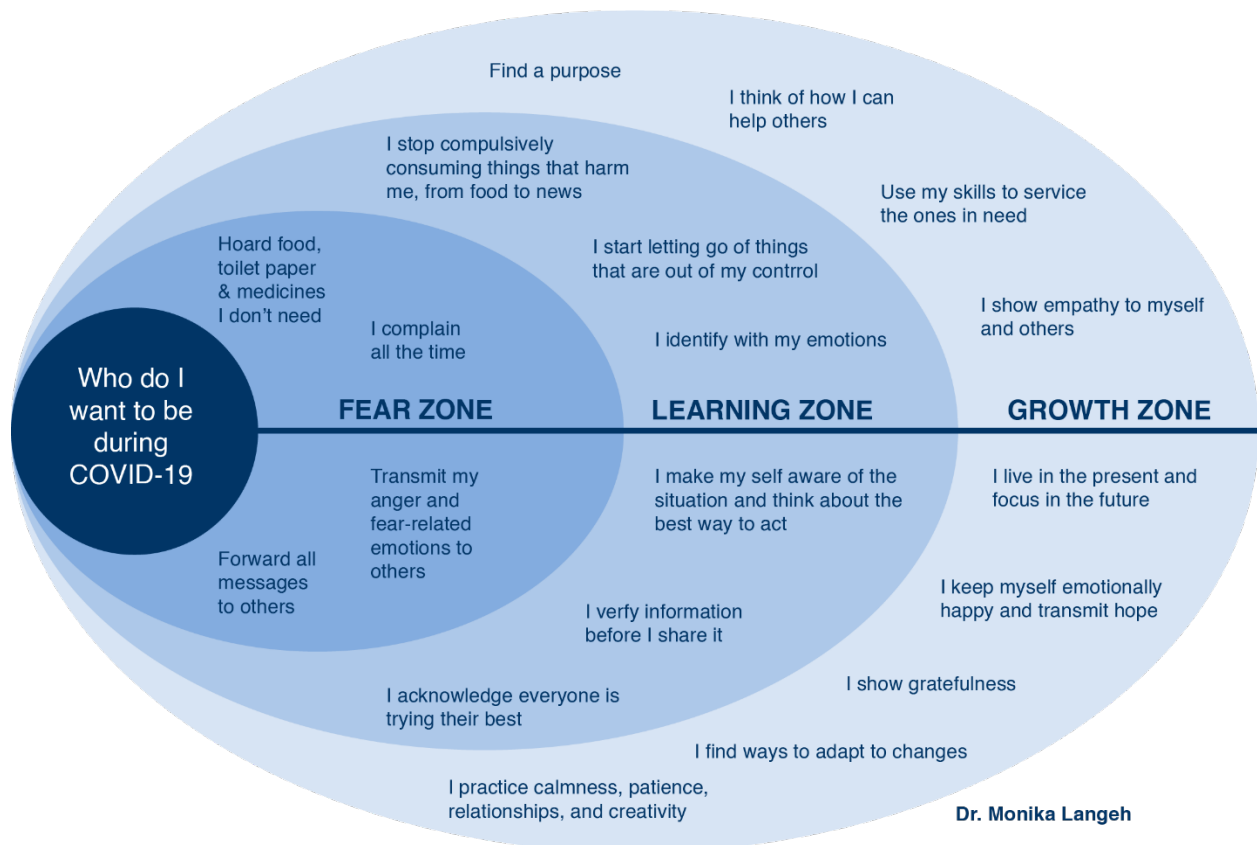 Find a purpose
I think of how I can
help others
I stop compulsively
consuming things that harm
me, from food to news
Use my skills to service
the ones in need
Hoard food,
toilet paper
& medicines
I don't need
I start letting go of things
that are out of my contrrol
I show empathy to myself
and others
I complain
all the time
I identify with my emotions
Who do I
want to be
during
COVID-19
FEAR ZONE
LEARNING ZONE
GROWTH ZONE
Transmit my
anger and
fear-related
emotions to
others
I make my self aware of the
situation and think about the
best way to act
I live in the present and
focus in the future
Forward all
messages
to others
I verfy information
before I share it
I keep myself emotionally
happy and transmit hope
I acknowledge everyone is
trying their best
I show gratefulness
I find ways to adapt to changes
I practice calmness, patience,
relationships, and creativity
Dr. Monika Langeh